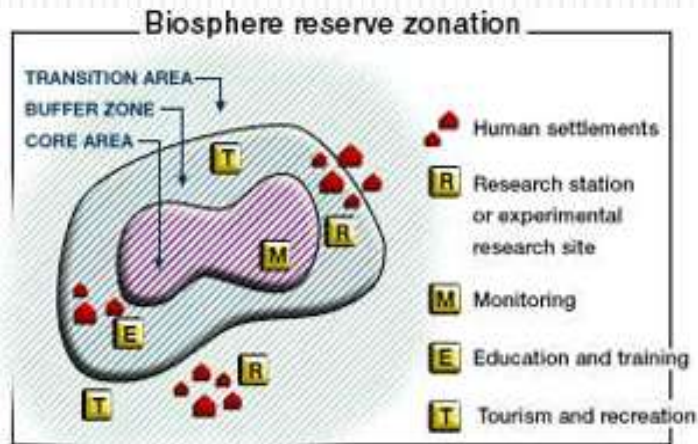 Biosphere reserve zonation
TRANSITION AREA
BUFFER ZONE
CORE AREA
T
R
M
E
R
T
Human settlements
R Research station
or experimental
research site
M Monitoring
E Education and training
T Tourism and recreation